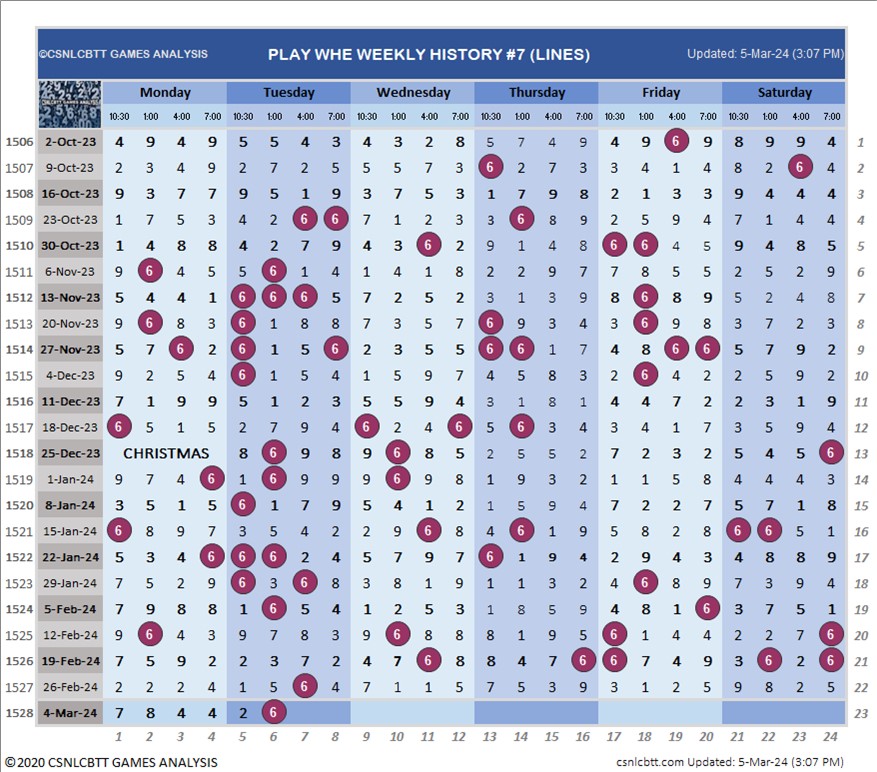 ©CSNLCBTT GAMES ANALYSIS PLAY WHE WEEKLY HISTORY #7 (LINES) Updated: 5-Mar-24 (3:07 PM)
Monday Tuesday Wednesday Thursday Friday Saturday
CSNLCBTT GAMES ANALYSIS
10:30 1:00 4:00 7:00 10:30 1:00 4:00 7:00 10:30 1:00 4:00 7:00 10:30 1:00 4:00 7:00 10:30 1:00 4:00 7:00 10:30 1:00 4:00 7:00
1506 2-Oct-23 4 9 4 9 5 5 4 3 4 3 2 8 5 7 4 9 4 9 6 9 8 9 9 4 1
1507 9-Oct-23 2 3 4 9 2 7 2 5 5 5 7 3 6 2 7 3 3 4 1 4 8 2 6 4 2
1508 16-Oct-23 9 3 7 7 9 5 1 9 3 7 5 3 1 7 9 8 2 1 3 3 9 4 4 4 3
1509 23-Oct-23 1 7 5 3 4 2 6 6 7 1 2 3 3 6 8 9 2 5 9 4 7 1 4 4 4
1510 30-Oct-23 1 4 8 8 4 2 7 9 4 3 6 2 9 1 4 8 6 6 4 5 9 4 8 5 5
1511 6-Nov-23 9 6 4 5 5 6 1 4 1 4 1 8 2 2 9 7 7 8 5 5 2 5 2 9 6
1512 13-Nov-23 5 4 4 1 6 6 6 5 7 2 5 2 3 1 3 9 8 6 8 9 5 2 4 8 7
1513 20-Nov-23 9 6 8 3 6 1 8 8 7 3 5 7 6 9 3 4 3 6 9 8 3 7 2 3 8
1514 27-Nov-23 5 7 6 2 6 1 5 6 2 3 5 5 6 6 1 7 4 8 6 6 5 7 9 2 9
1515 4-Dec-23 9 2 5 4 6 1 5 4 1 5 9 7 4 5 8 3 2 6 4 2 2 5 9 2 10
1516 11-Dec-23 7 1 9 9 5 1 2 3 5 5 9 4 3 1 8 1 4 4 7 2 2 3 1 9 11
1517 18-Dec-23 6 5 1 5 2 7 9 4 6 2 4 6 5 6 3 4 3 4 1 7 3 5 9 4 12
1518 25-Dec-23 CHRISTMAS 8 6 9 8 9 6 8 5 2 5 5 2 7 2 3 2 5 4 5 6 13
1519 1-Jan-24 9 7 4 6 1 6 9 9 1 6 9 4 1 9 3 2 1 1 5 8 4 4 4 3 14
1520 8-Jan-24 3 5 1 5 6 1 7 9 5 4 1 2 1 5 9 4 7 2 2 7 5 7 1 8 15
1521 15-Jan-24 6 8 9 7 3 5 4 2 2 9 6 8 4 6 1 9 5 8 2 8 6 6 5 1 16
1522 22-Jan-24 5 3 4 6 6 6 2 4 5 7 9 7 6 1 9 4 2 9 4 3 4 8 8 9 17
1523 29-Jan-24 7 5 2 9 6 3 6 8 3 8 1 9 1 1 3 2 4 6 8 9 7 3 9 4 18
1524 5-Feb-24 7 9 8 8 1 6 5 4 1 2 5 3 1 8 5 9 4 8 1 6 3 7 5 1 19
1525 12-Feb-24 9 6 4 3 9 7 8 3 9 6 8 8 8 1 9 5 6 1 4 4 2 2 7 6 20
1526 19-Feb-24 7 5 9 2 2 3 7 2 4 7 6 8 8 4 7 6 6 7 4 9 3 6 2 6 21
1527 26-Feb-24 2 2 2 4 1 5 6 4 7 1 1 5 7 5 3 9 3 1 2 5 9 8 2 5 22
1528 4-Mar-24 7 8 4 4 2 6 23
1 2 3 4 5 6 7 8 9 10 11 12 13 14 15 16 17 18 19 20 21 22 23 24
©2020 CSNLCBTT GAMES ANALYSIS csnlcbtt.com Updated: 5-Mar-24 (3:07 PM)